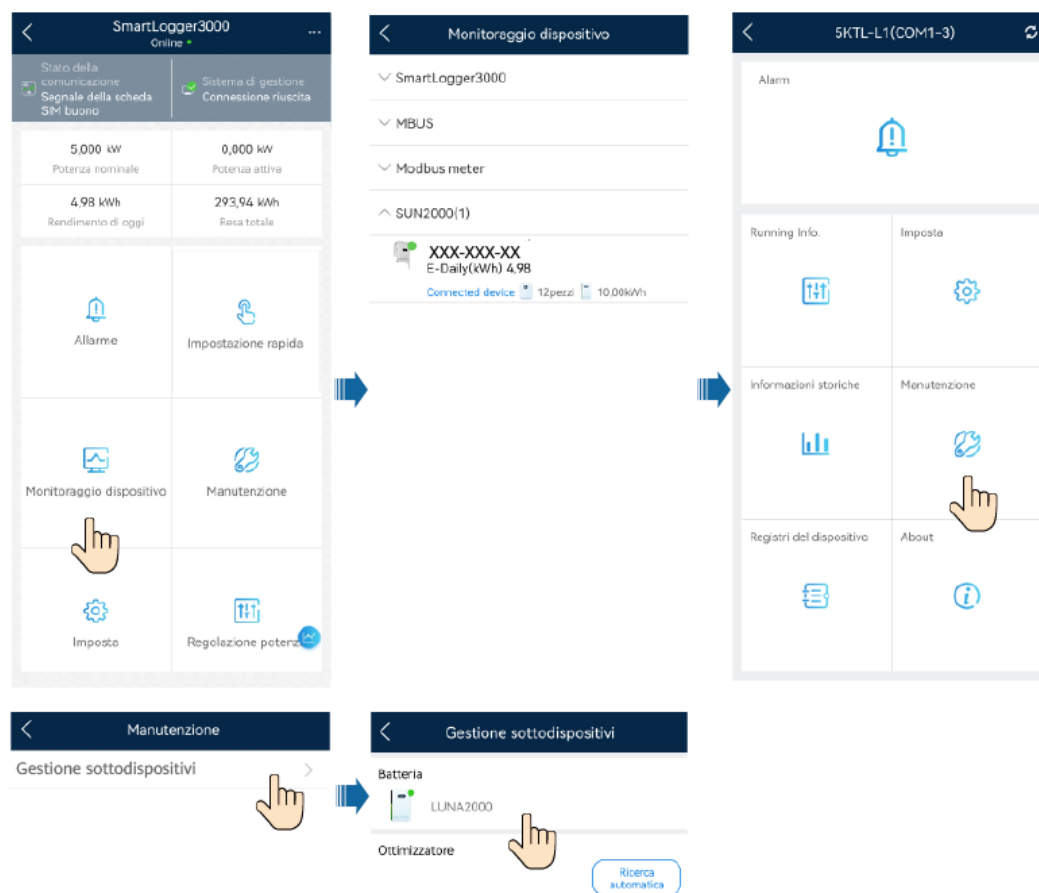 SmartLogger3000
Online
Stato della
comunicazione
Segnale della scheda
SIM buono
Sistema di gestione
Connessione riuscita
5,000 kW
Potenza nominale
0,000 kW
Potenza attiva
4,98 kWh
Rendimento di oggi
293,94 kWh
Resa totale
Allarme
Impostazione rapida
Monitoraggio dispositivo
Manutenzione
Imposta
Regolazione potenz
Monitoraggio dispositivo
SmartLogger3000
MBUS
Modbus meter
SUN2000(1)
XXX-XXX-XX
E-Daily(kWh) 4,98
Connected device 12pezzi 10,00kWh
5KTL-L1(COM1-3)
Alarm
Running Info.
Imposta
Informazioni storiche
Manutenzione
Registri del dispositivo
About
Manutenzione
Gestione sottodispositivi
Gestione sottodispositivi
Batteria
LUNA2000
Ottimizzatore
Ricerca
automatica